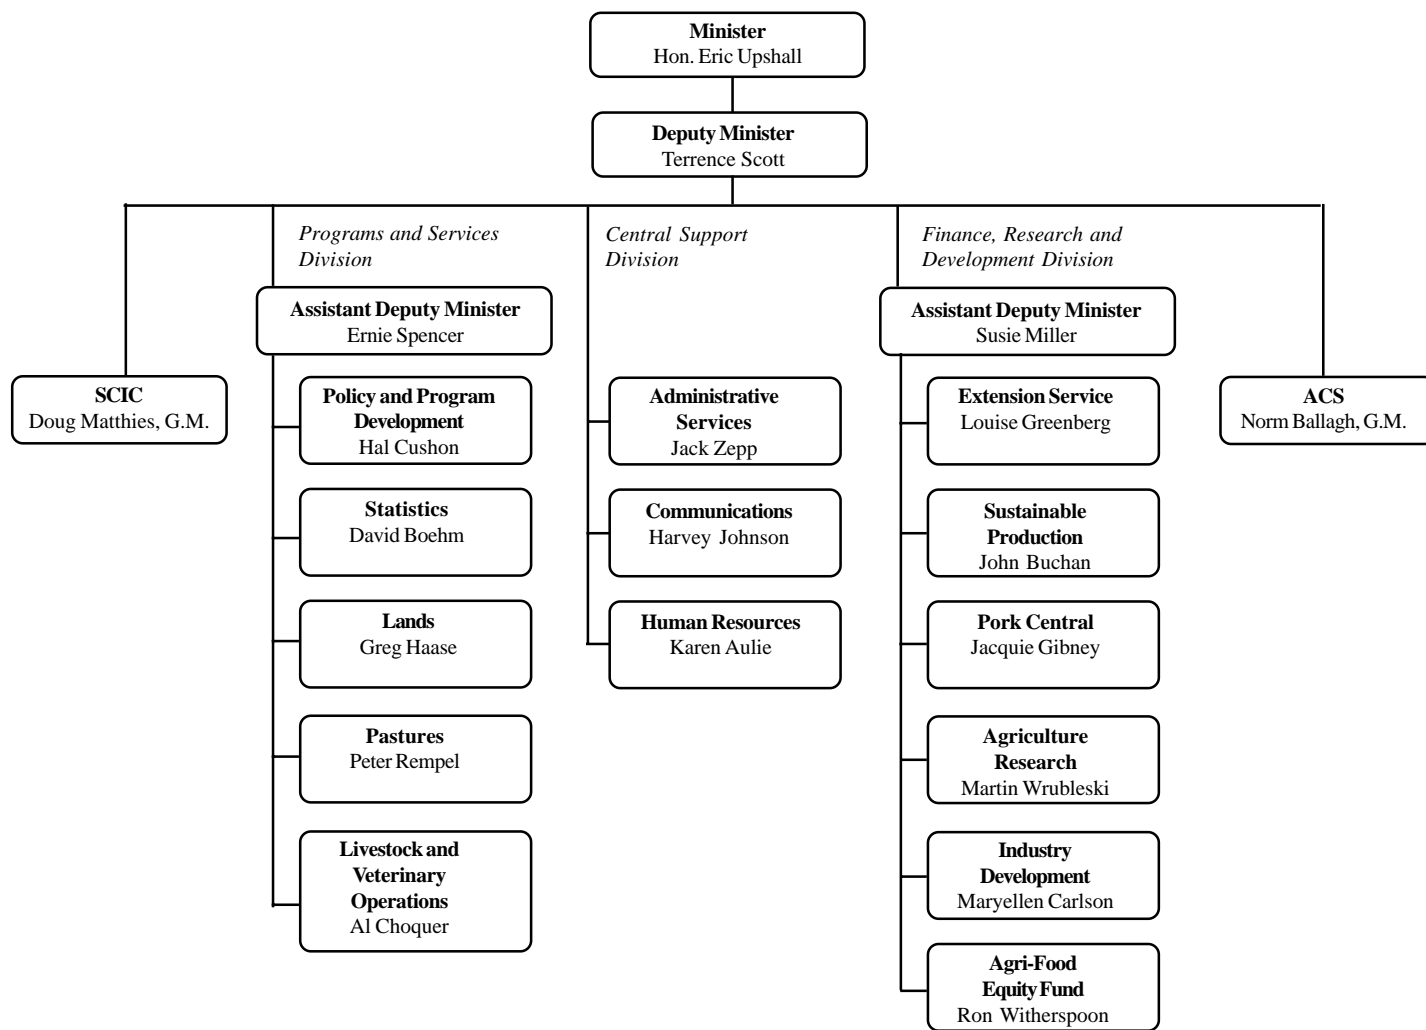 Minister
Hon. Eric Upshall
Deputy Minister
Terrence Scott
Programs and Services
Division
Central Support
Division
Finance, Research and
Development Division
Assistant Deputy Minister
Ernie Spencer
Assistant Deputy Minister
Susie Miller
SCIC
Doug Matthies, G.M.
Policy and Program
Development
Hal Cushon
Administrative
Services
Jack Zepp
Extension Service
Louise Greenberg
ACS
Norm Ballagh, G.M.
Statistics
David Boehm
Communications
Harvey Johnson
Sustainable
Production
John Buchan
Lands
Greg Haase
Human Resources
Karen Aulie
Pork Central
Jacquie Gibney
Pastures
Peter Rempel
Agriculture
Research
Martin Wrubleski
Livestock and
Veterinary
Operations
Al Choquer
Industry
Development
Maryellen Carlson
Agri-Food
Equity Fund
Ron Witherspoon